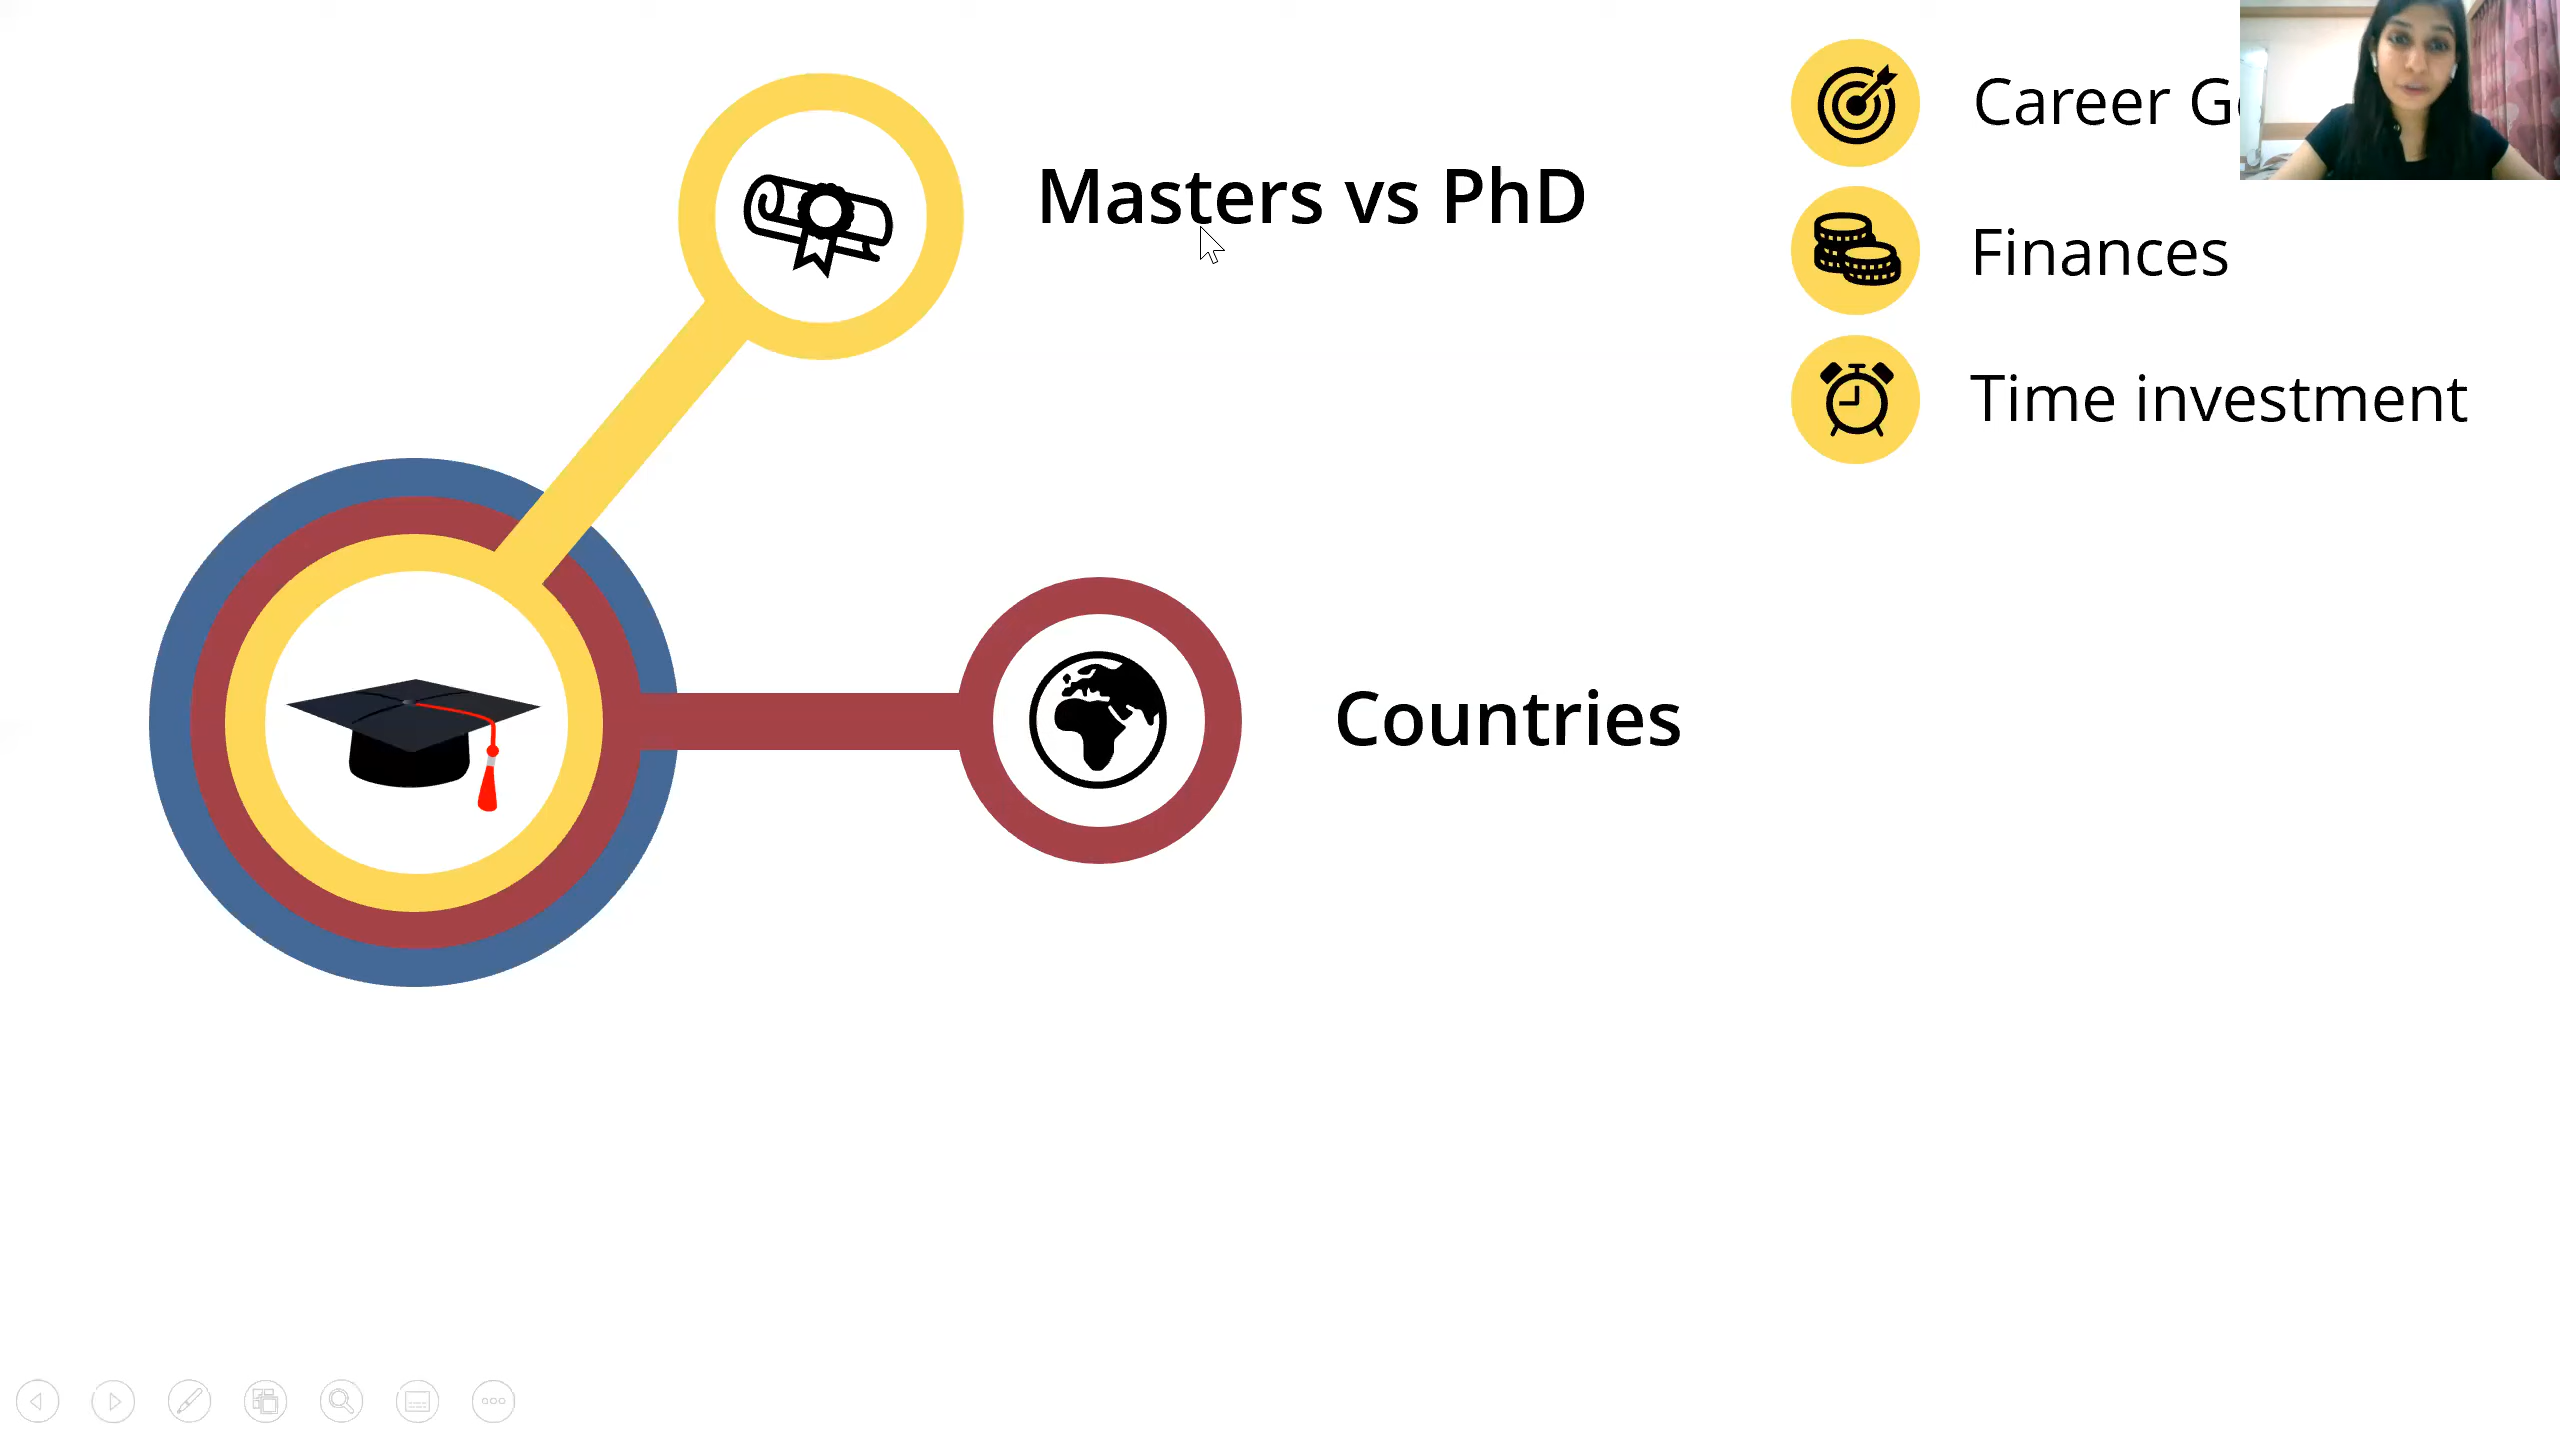 Masters vs PhD
Career
Finances
Time investment
Countries